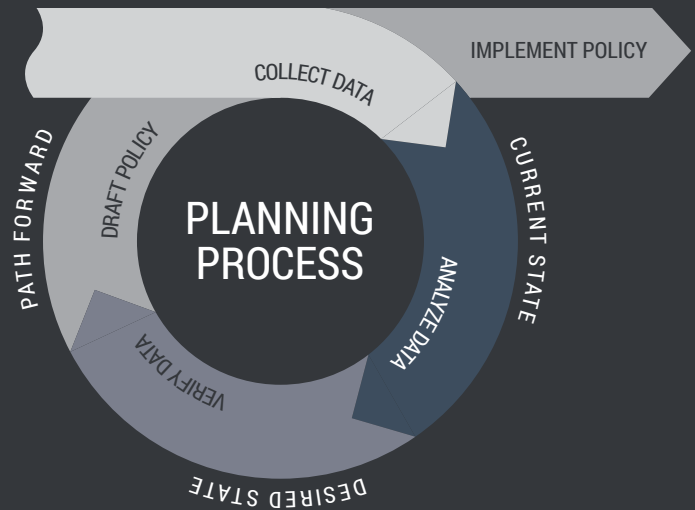 COLLECT DATA
IMPLEMENT POLICY
CURRENT STATE
ANALYZE DATA
DESIRED STATE
VERIFY DATA
PATH FORWARD
DRAFT POLICY
PLANNING
PROCESS